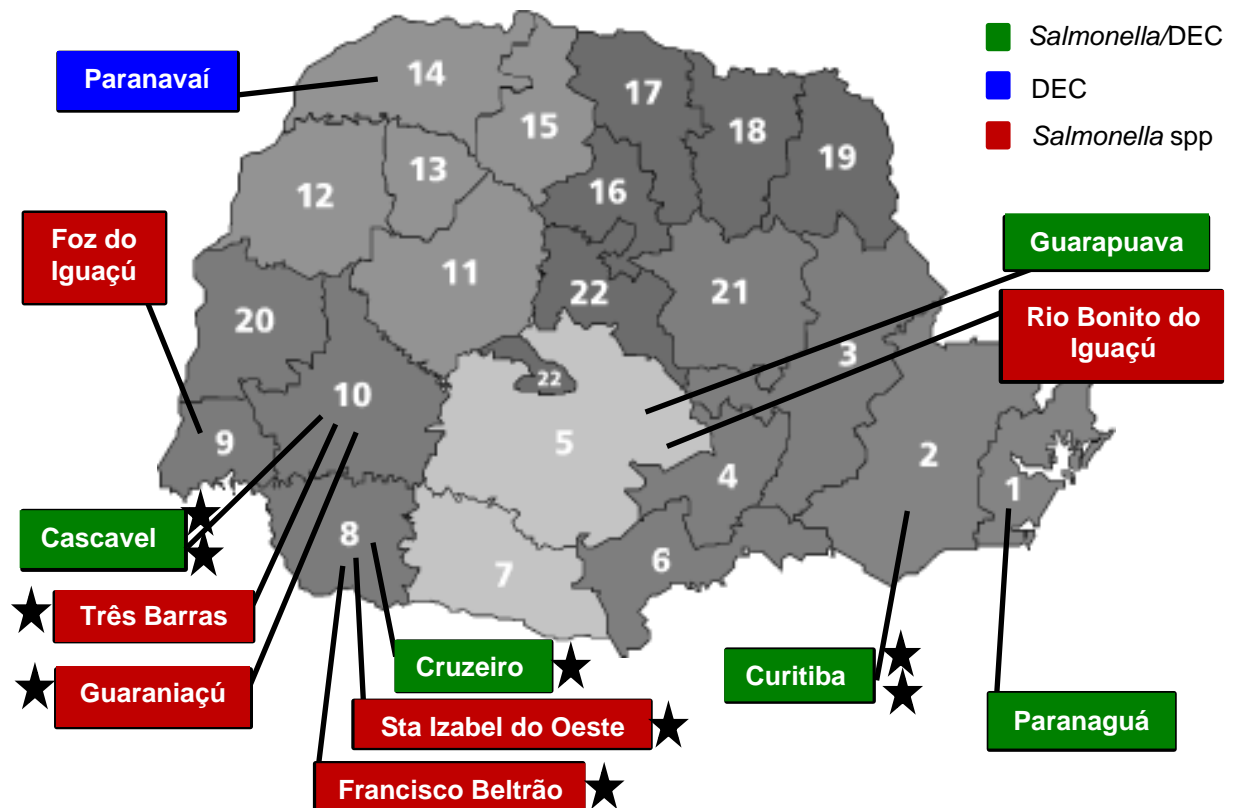 Salmonella/DEC
DEC
Salmonella spp
Paranavaí
14
17
15
18
19
13
16
12
Foz do
Iguaçú
Guarapuava
11
22
21
20
Rio Bonito do
Iguaçú
3
22
10
9
5
2
4
1
Cascavel
8
7
6
Três Barras
Guaraniaçú
Cruzeiro
Curitiba
Sta Izabel do Oeste
Paranaguá
Francisco Beltrão